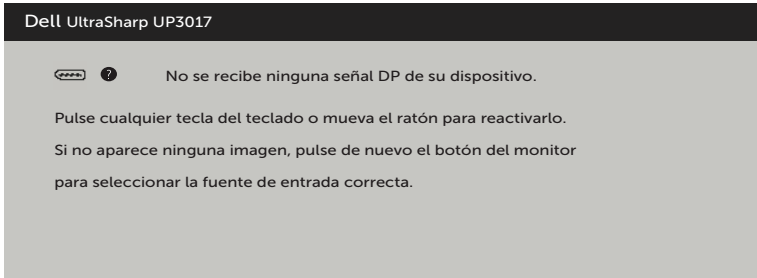 Dell UltraSharp UP3017
? No se recibe ninguna señal DP de su dispositivo.
Pulse cualquier tecla del teclado o mueva el ratón para reactivarlo.
Si no aparece ninguna imagen, pulse de nuevo el botón del monitor
para seleccionar la fuente de entrada correcta.